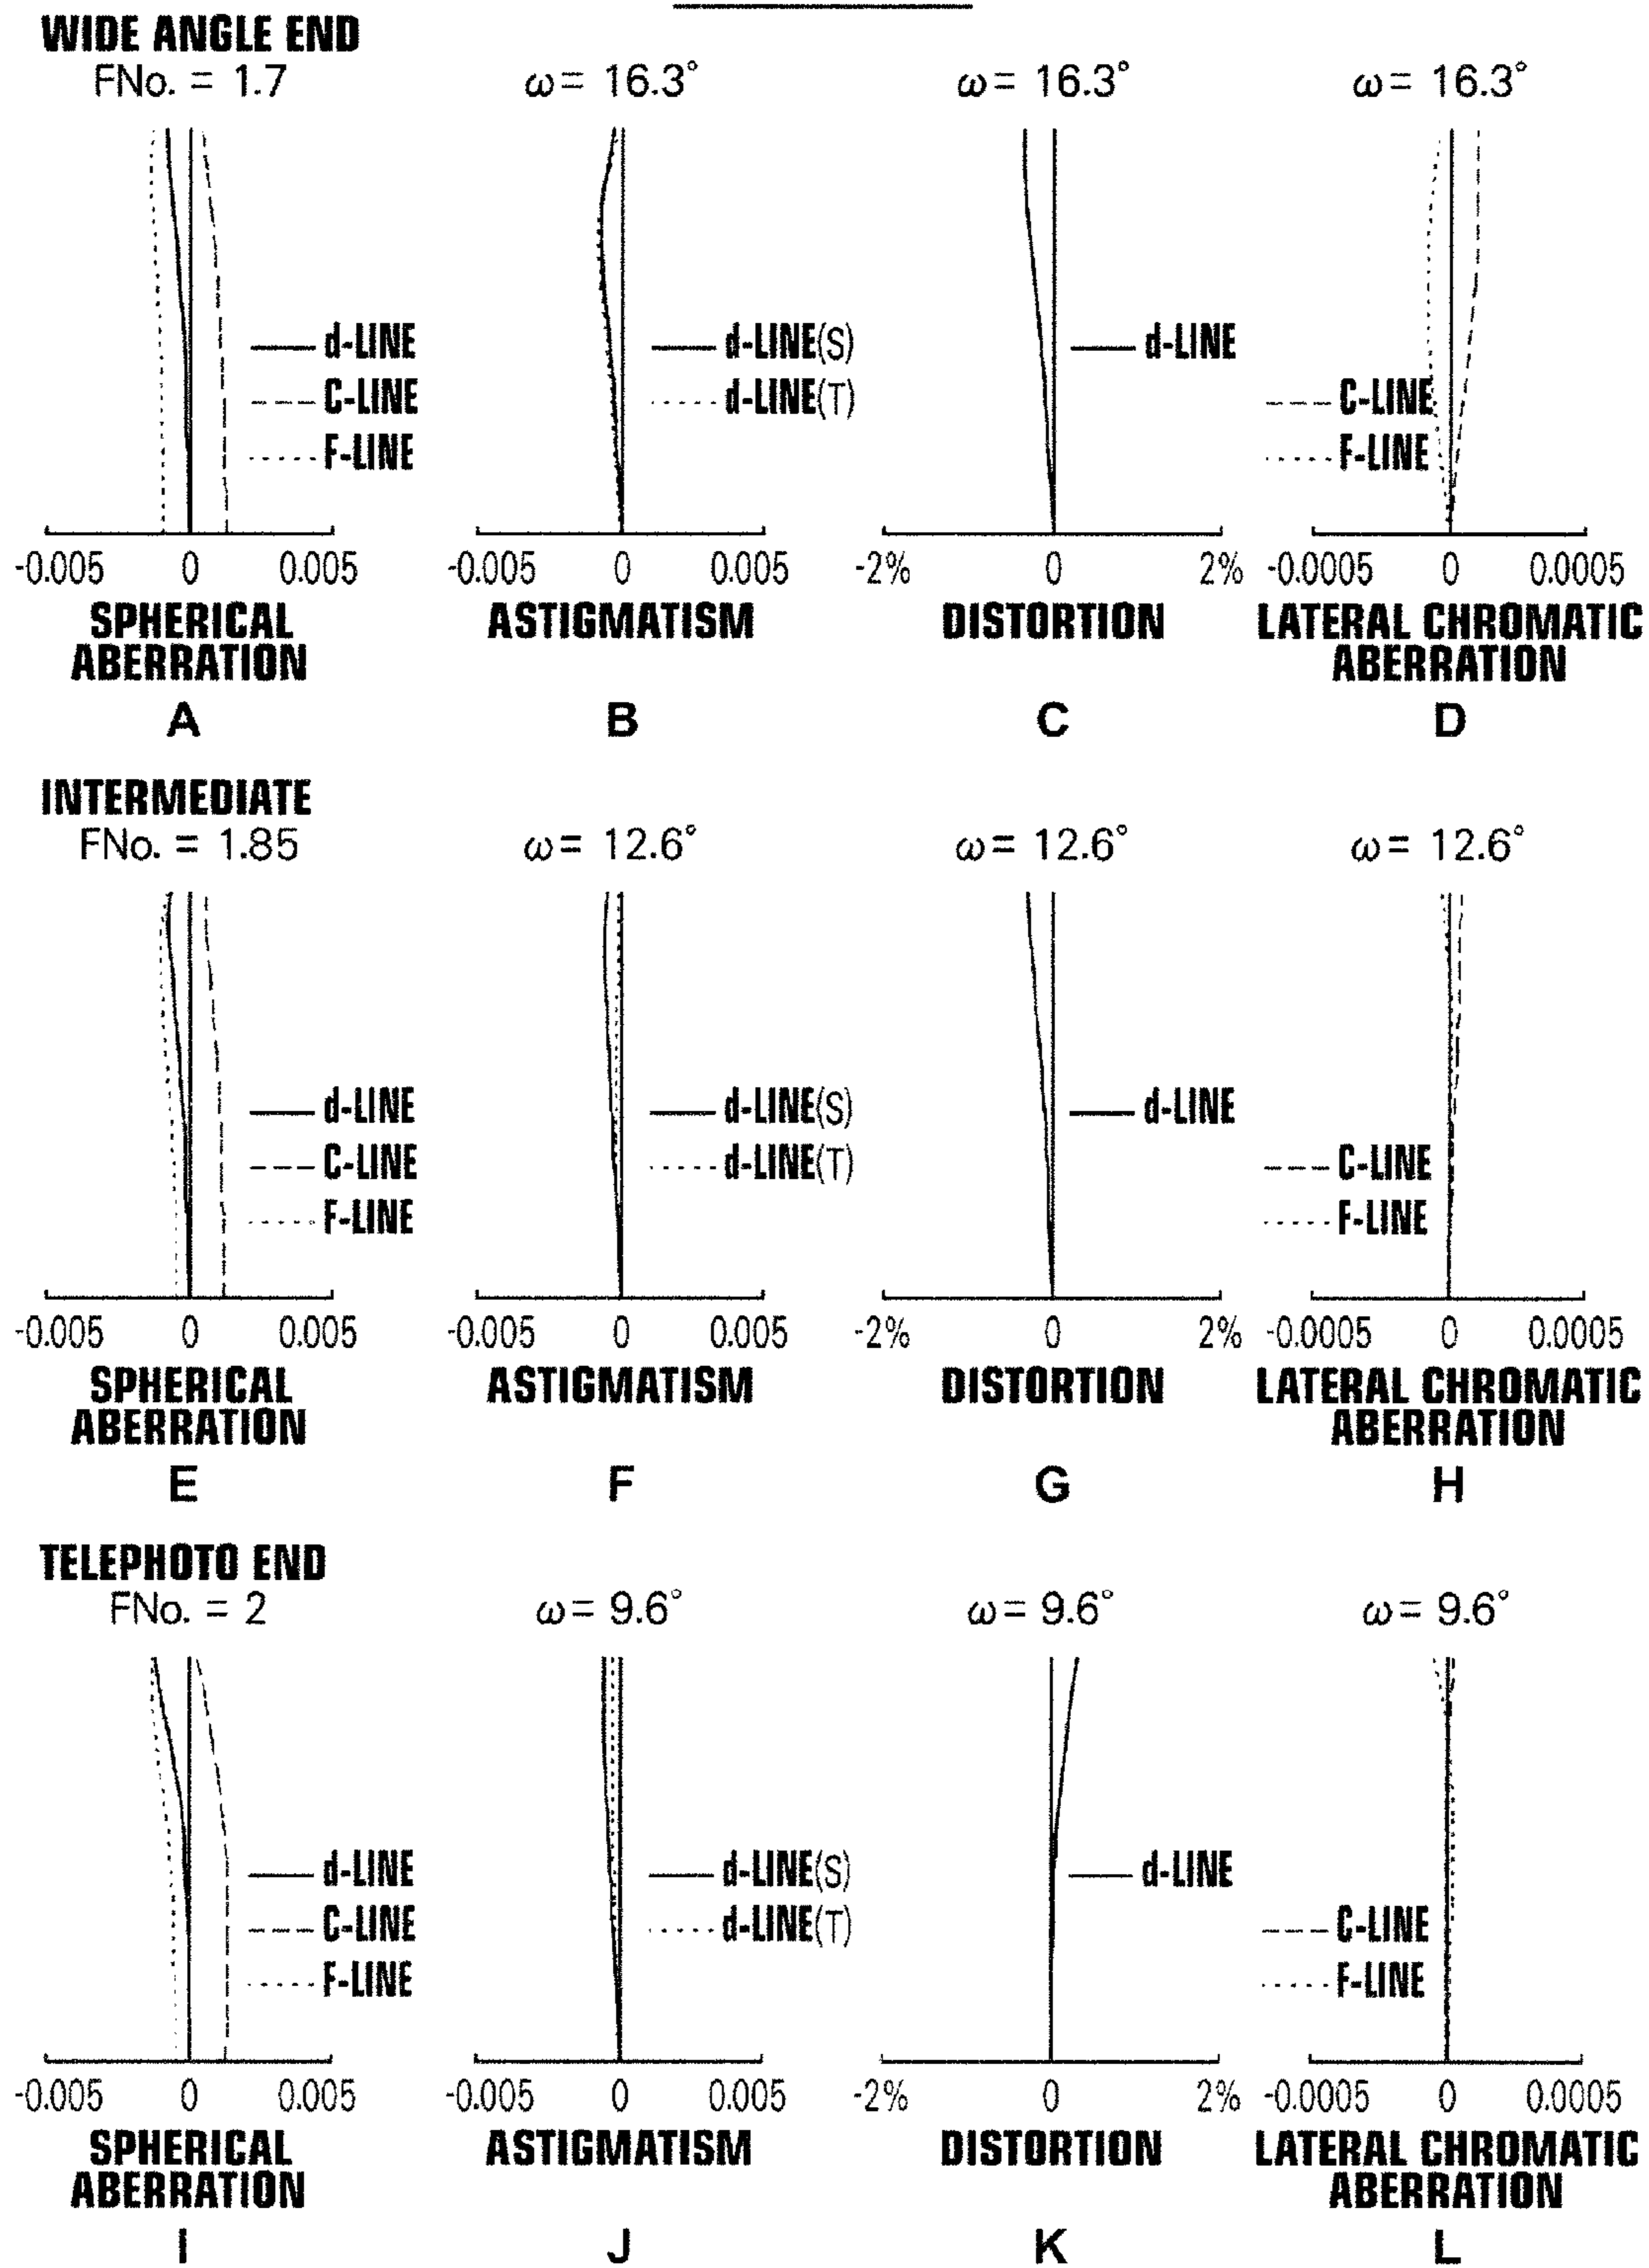 WIDE ANGLE END
FNo. = 1.7
ω= 16.3°
ω= 16.3°
ω= 16.3°
d-LINE
C-LINE
F-LINE
d-LINE(S)
d-LINE(T)
d-LINE
C-LINE
F-LINE
-0.005 0 0.005
-0.005 0 0.005
-2% 0 2%
-0.0005 0 0.0005
SPHERICAL
ABERRATION
ASTIGMATISM
DISTORTION
LATERAL CHROMATIC
ABERRATION
A
B
C
D
INTERMEDIATE
FNo. = 1.85
ω= 12.6°
ω= 12.6°
ω= 12.6°
d-LINE
C-LINE
F-LINE
d-LINE(S)
d-LINE(T)
d-LINE
C-LINE
F-LINE
-0.005 0 0.005
-0.005 0 0.005
-2% 0 2%
-0.0005 0 0.0005
SPHERICAL
ABERRATION
ASTIGMATISM
DISTORTION
LATERAL CHROMATIC
ABERRATION
E
F
G
H
TELEPHOTO END
FNo. = 2
ω= 9.6°
ω= 9.6°
ω= 9.6°
d-LINE
C-LINE
F-LINE
d-LINE(S)
d-LINE(T)
d-LINE
C-LINE
F-LINE
-0.005 0 0.005
-0.005 0 0.005
-2% 0 2%
-0.0005 0 0.0005
SPHERICAL
ABERRATION
ASTIGMATISM
DISTORTION
LATERAL CHROMATIC
ABERRATION
I
J
K
L